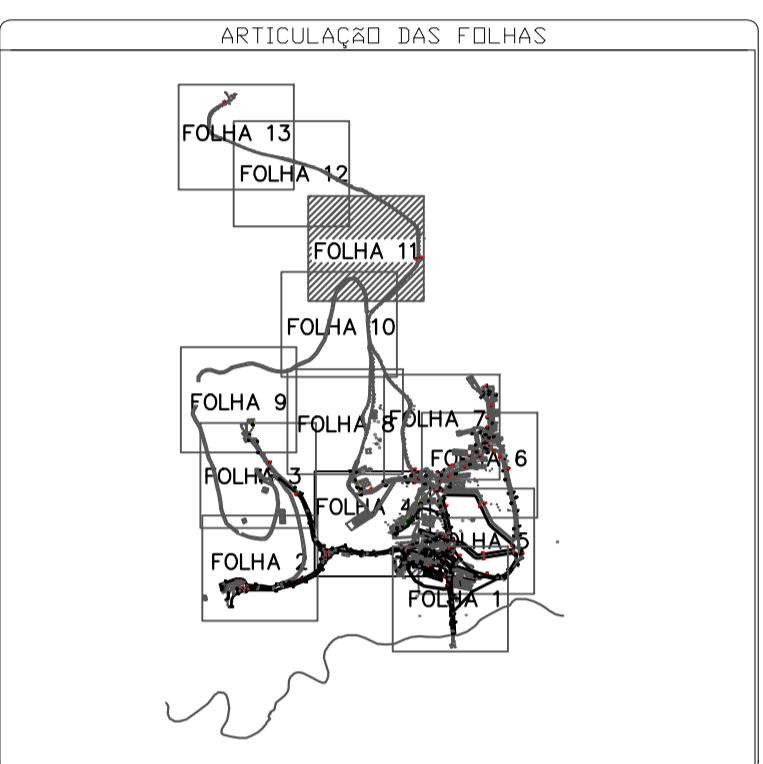 ARTICULAÇÃO DAS FOLHAS
FOLHA 13
FOLHA 12
FOLHA 11
FOLHA 10
FOLHA 9
FOLHA 8
FOLHA 7
FOLHA 6
FOLHA 3
FOLHA 4
FOLHA 5
FOLHA 2
FOLHA 1